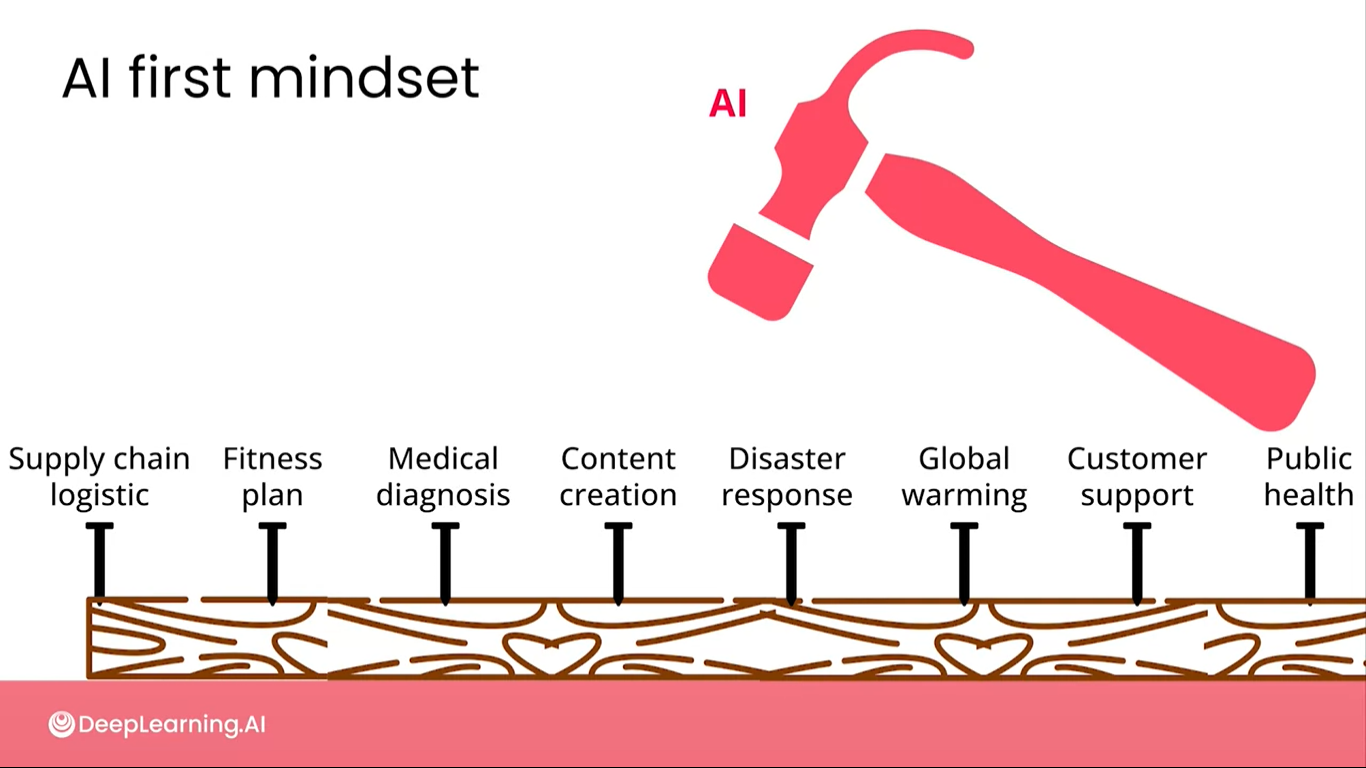 AI first mindset
AI
Supply chain
logistic
Fitness
plan
Medical
diagnosis
Content
creation
Disaster
response
Global
warming
Customer
support
Public
health
DeepLearning.AI